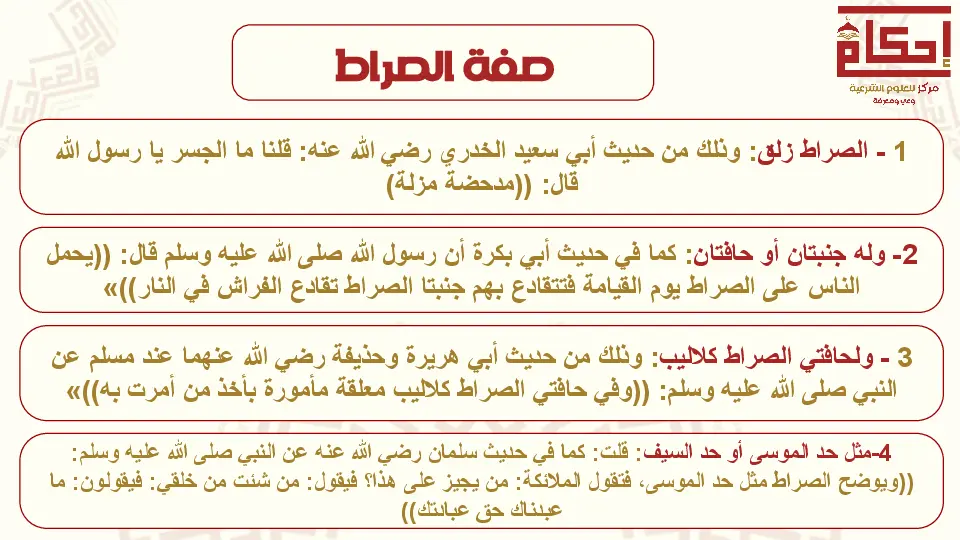 إحكام
مركز للعلوم الشرعية
وعي ومعرفة
صفة الصراط
1 - الصراط زلق: وذلك من حديث أبي سعيد الخدري رضي الله عنه: قلنا ما الجسر يا رسول الله
قال: ((مدحضة مزلة)
2- وله جنبتان أو حافتان: كما في حديث أبي بكرة أن رسول الله صلى الله عليه وسلم قال: ((يحمل
الناس على الصراط يوم القيامة فتتقادع بهم جنبتا الصراط تقادع الفراش في النار))»
3 - ولحافتي الصراط كلاليب: وذلك من حديث أبي هريرة وحذيفة رضي الله عنهما عند مسلم عن
النبي صلى الله عليه وسلم: ((وفي حافتي الصراط كلاليب معلقة مأمورة بأخذ من أمرت به))»
4-مثل حد الموسى أو حد السيف: قلت: كما في حديث سلمان رضي الله عنه عن النبي صلى الله عليه وسلم:
((ويوضح الصراط مثل حد الموسى، فتقول الملائكة: من يجيز على هذا؟ فيقول: من شئت من خلقي: فيقولون: ما
عبدناك حق عبادتك))